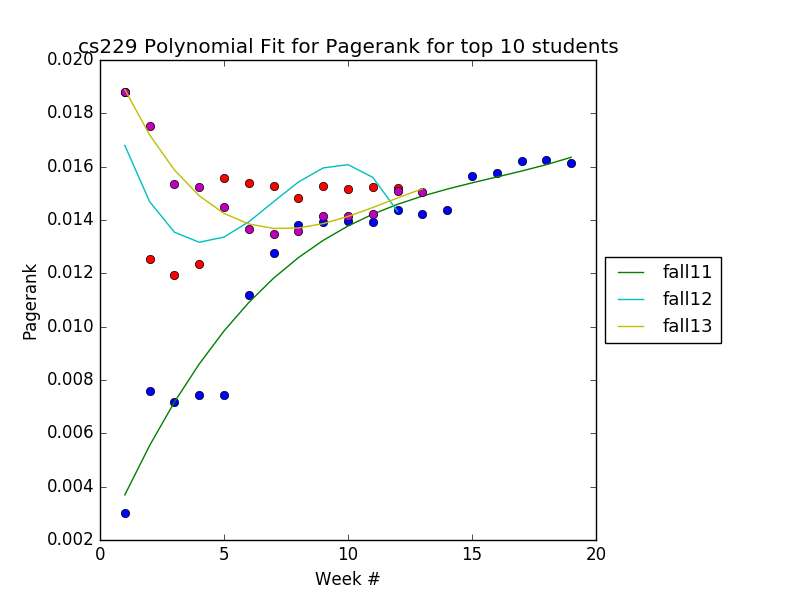 cs229 Polynomial Fit for Pagerank for top 10 students
0.020
0.018
0.016
0.014
0.012
0.010
0.008
0.006
0.004
0.002
Pagerank
0 5 10 15 20
Week #
fall11
fall12
fall13